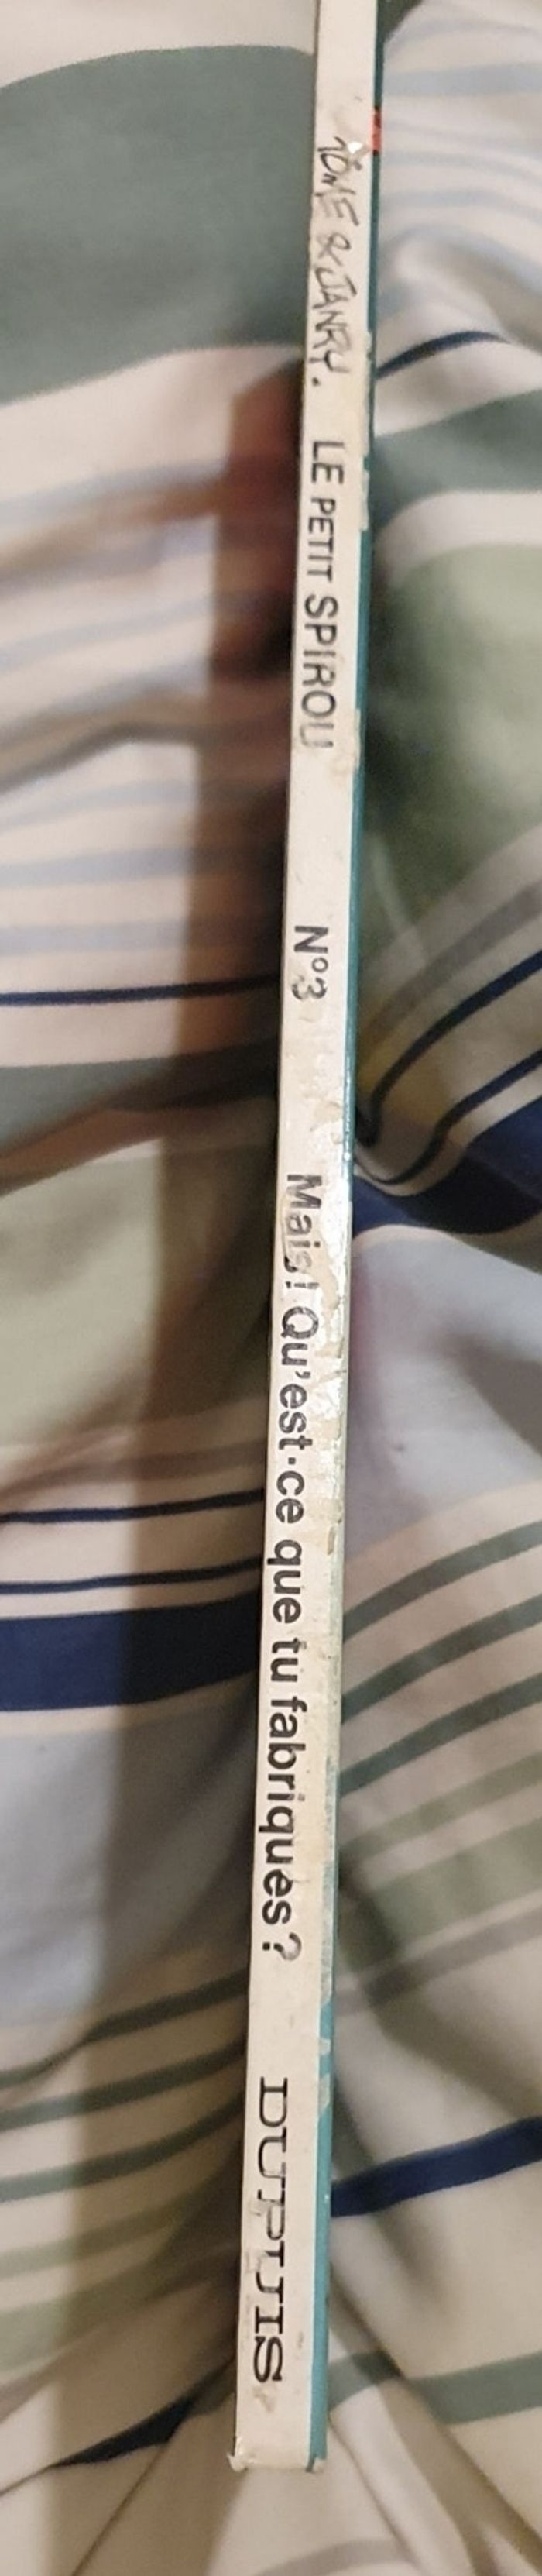 TOME & JANRY. LE PETIT SPIROU N°3 Mais! Qu'est-ce que tu fabriques? DUPUIS